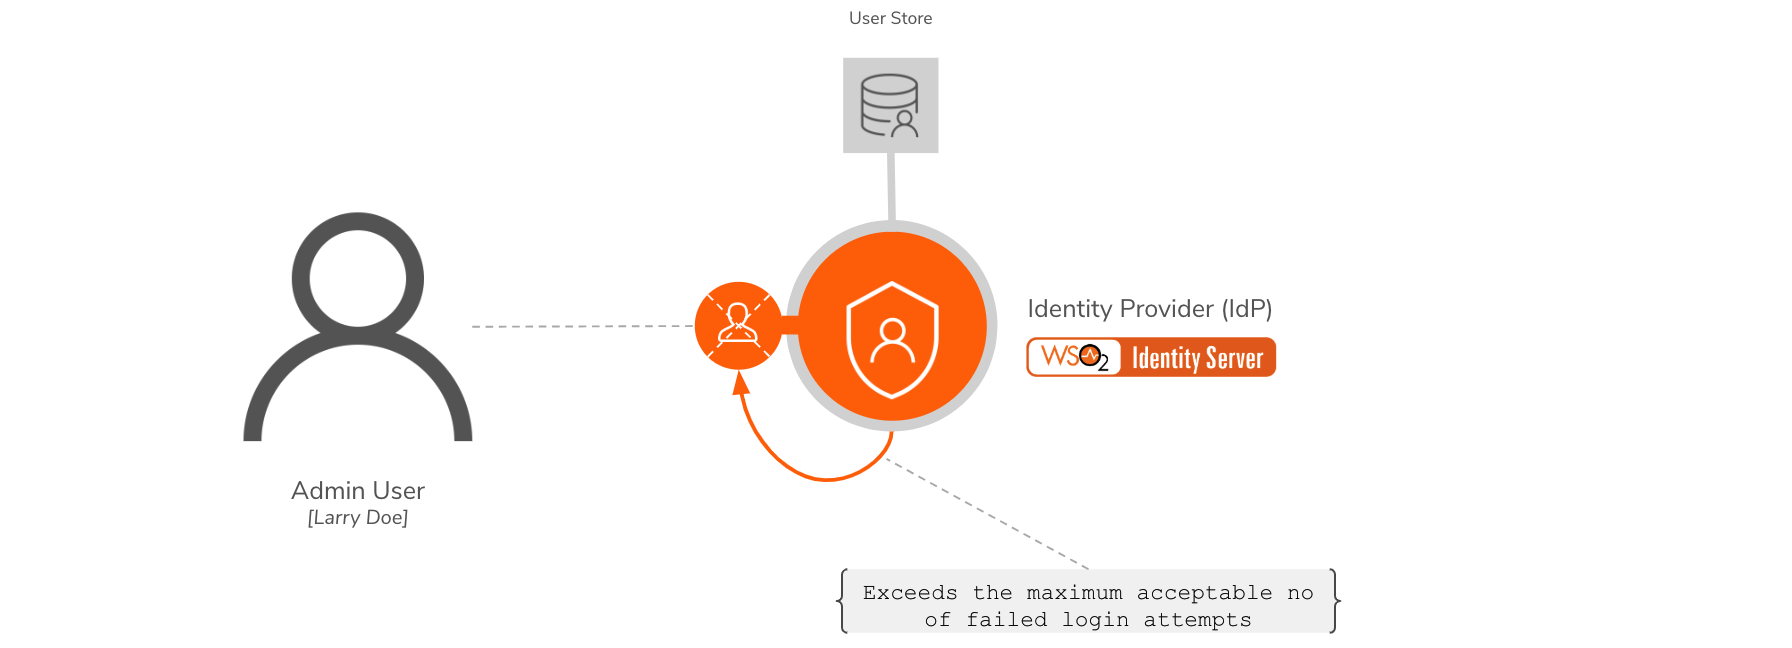 User Store
Identity Provider (IdP)
WSO2 Identity Server
Admin User
[Larry Doe]
Exceeds the maximum acceptable no
of failed login attempts